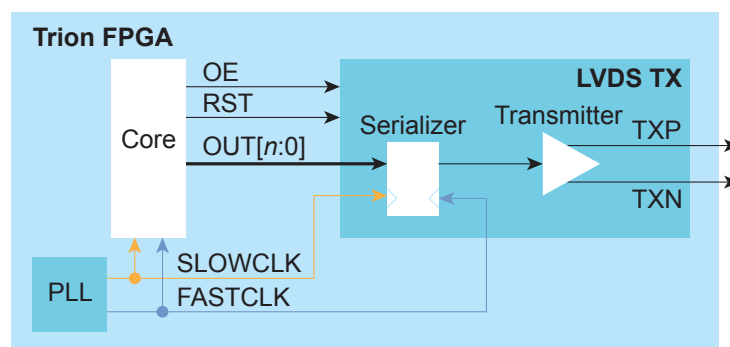 Trion FPGA
OE
LVDS TX
RST
Transmitter
Serializer
TXP
Core
OUT[n:0]
TXN
SLOWCLK
PLL
FASTCLK